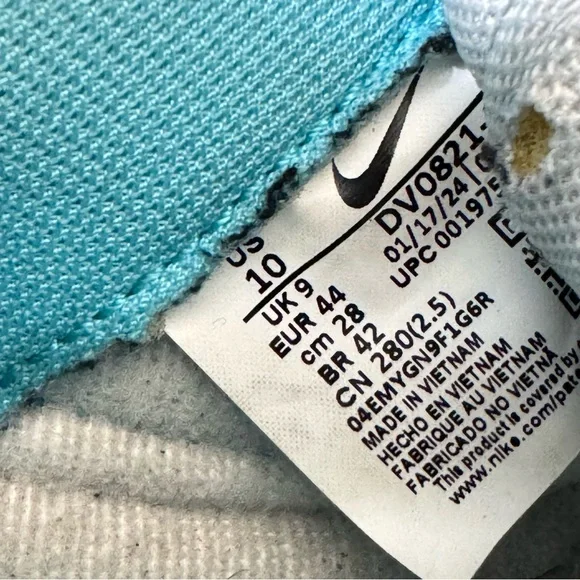 US
10
UK 9
EUR 44
cm 28
BR 42
CN 280(2.5)
DV0821-
01/17/24
UPC 001975
04EMYGN9F1G6R
MADE IN VIETNAM
HECHO EN VIETNAM
FABRIQUE AU VIETNAM
FABRICADO NO VIETNÃ
This product is covered by
www.nike.com/pate